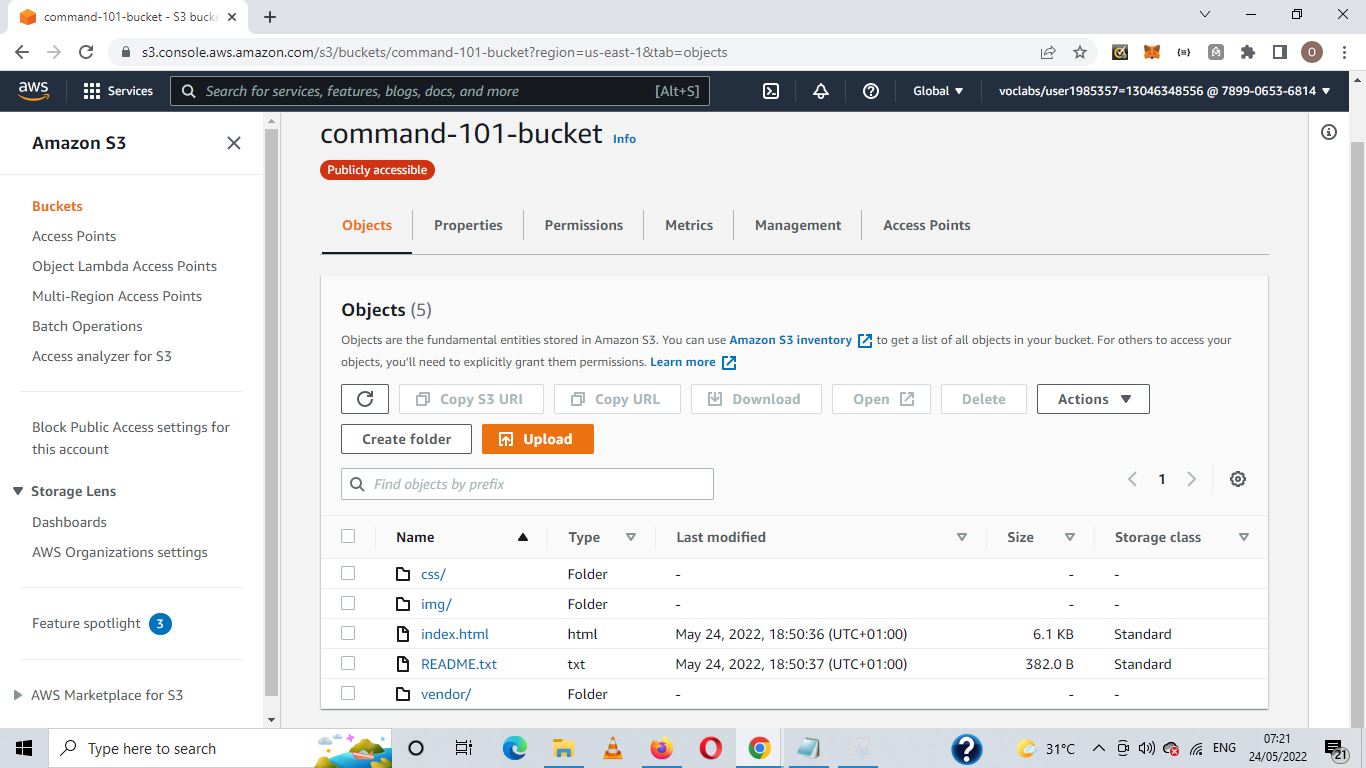 command-101-bucket - S3 bucke
s3.console.aws.amazon.com/s3/buckets/command-101-bucket?region=us-east-1&tab=objects
O
aws
Services
Search for services, features, blogs, docs, and more
[Alt+S]
Global
voclabs/user1985357=13046348556 @ 7899-0653-6814
Amazon S3
Buckets
Access Points
Object Lambda Access Points
Multi-Region Access Points
Batch Operations
Access analyzer for S3
Block Public Access settings for
this account
Storage Lens
Dashboards
AWS Organizations settings
Feature spotlight 3
AWS Marketplace for S3
command-101-bucket Info
Publicly accessible
Objects Properties Permissions Metrics Management Access Points
Objects (5)
Objects are the fundamental entities stored in Amazon S3. You can use Amazon S3 inventory to get a list of all objects in your bucket. For others to access your
objects, you'll need to explicitly grant them permissions. Learn more
Copy S3 URI Copy URL Download Open Delete Actions
Create folder Upload
Find objects by prefix
1
Name Type Last modified Size Storage class
css/ Folder - - -
img/ Folder - - -
index.html html May 24, 2022, 18:50:36 (UTC+01:00) 6.1 KB Standard
README.txt txt May 24, 2022, 18:50:37 (UTC+01:00) 382.0 B Standard
vendor/ Folder - - -
Type here to search
31°C
ENG
07:21
24/05/2022
21